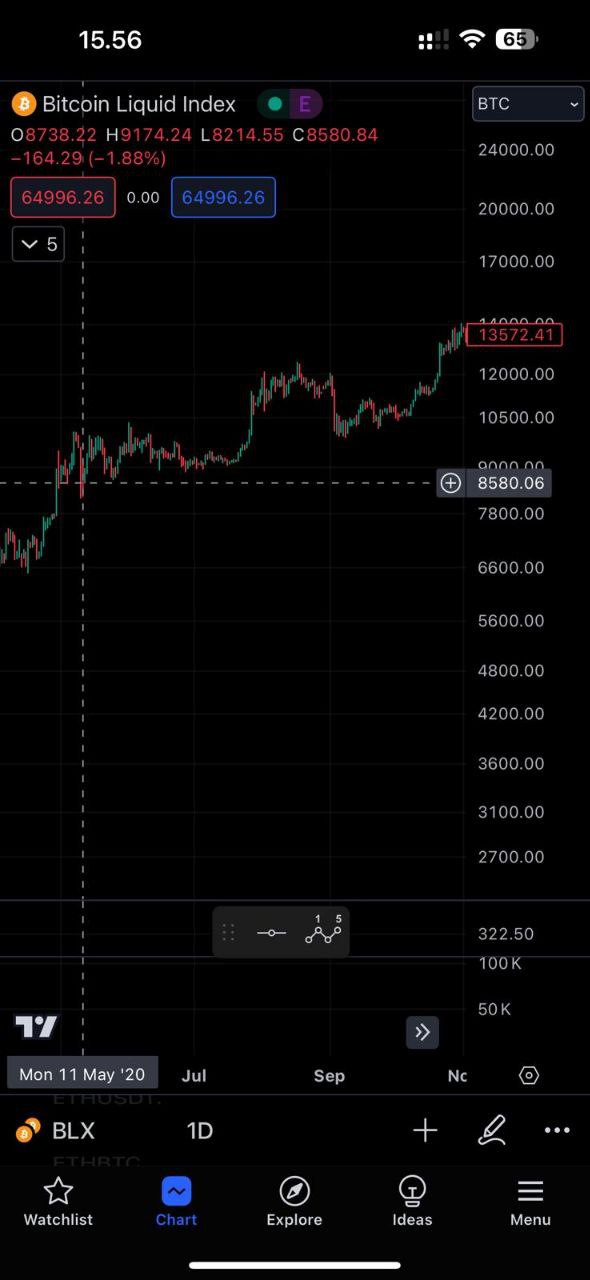 15.56
65
Bitcoin Liquid Index E
BTC
O8738.22 H9174.24 L8214.55 C8580.84
−164.29 (−1.88%)
64996.26 0.00 64996.26
5
24000.00
20000.00
17000.00
14000.00
13572.41
12000.00
10500.00
9000.00
8580.06
7800.00
6600.00
5600.00
4800.00
4200.00
3600.00
3100.00
2700.00
1 5
322.50
100 K
50 K
Mon 11 May '20 Jul Sep
ETHUSDT.
BLX 1D
ETHBTC
Watchlist Chart Explore Ideas Menu